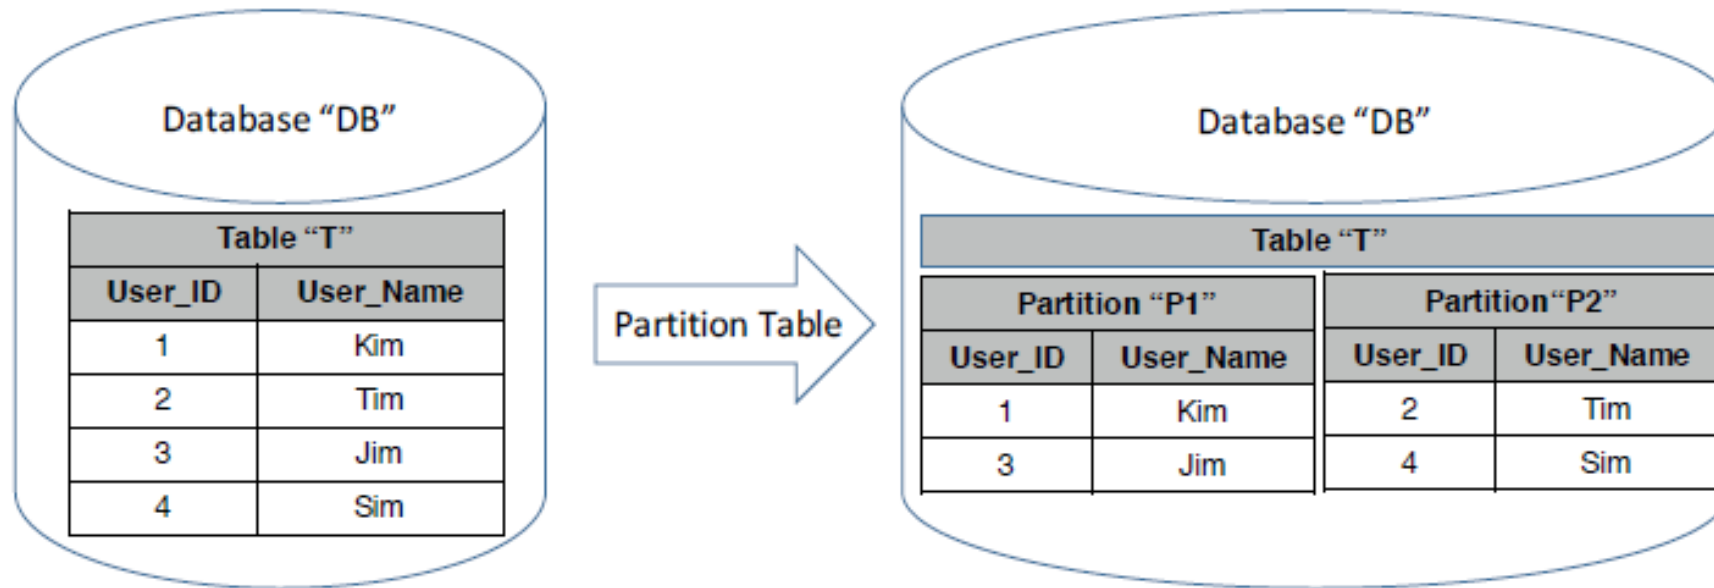 Database “DB”
Table “T”
User_ID User_Name
1 Kim
2 Tim
3 Jim
4 Sim
Partition Table
Database “DB”
Table “T”
Partition “P1” Partition“P2”
User_ID User_Name User_ID User_Name
1 Kim 2 Tim
3 Jim 4 Sim